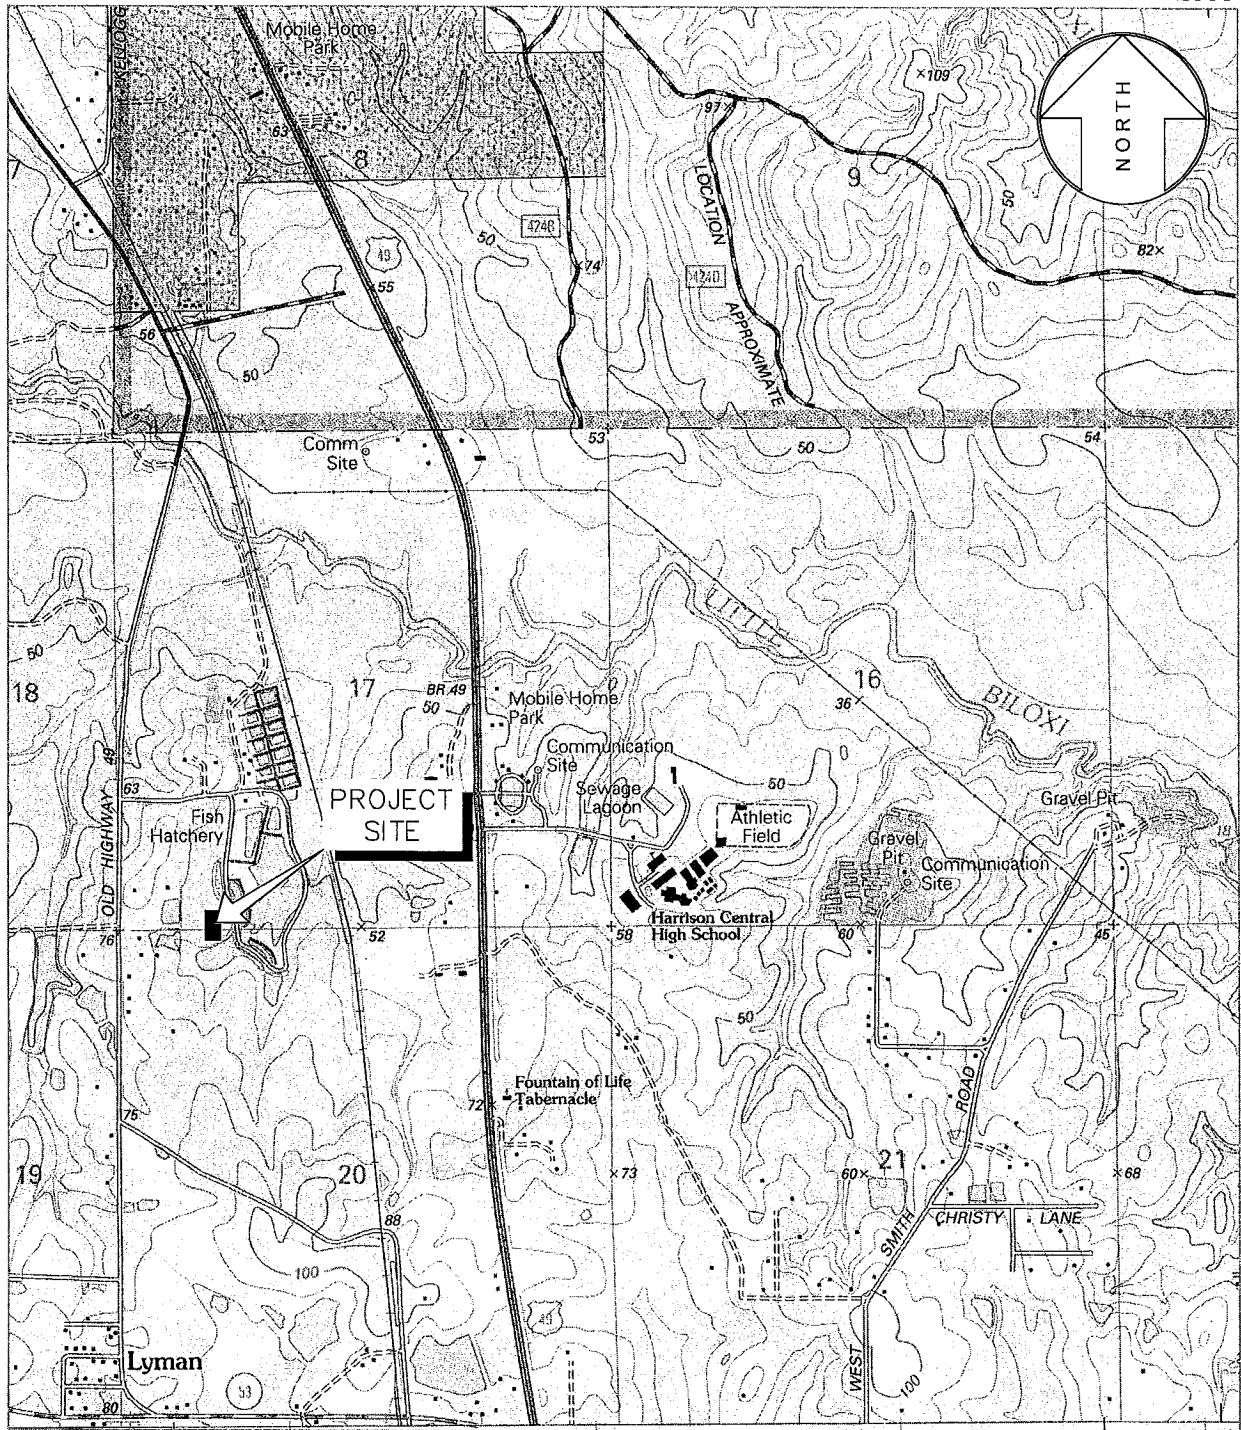 KELLOGG
Mobile Home
Park
63
8
97
×109
NORTH
9
LOCATION
50
424B
50
82×
49
74
424D
55
APPROXIMATE
56
50
53
50
54
Comm
Site
LITTLE
50
18
17
BR 49
50
Mobile Home
Park
16
36
BILOXI
49
Communication
Site
63
PROJECT
SITE
Sewage
Lagoon
50
Gravel Pit
Fish
Hatchery
Athletic
Field
18
OLD HIGHWAY
Gravel
Pit
Communication
Site
Harrison Central
High School
76
52
58
60
45
50
Fountain of Life
Tabernacle
72
75
ROAD
19
20
×73
60×
21
×68
88
SMITH
CHRISTY LANE
100
49
Lyman
53
WEST
100
80